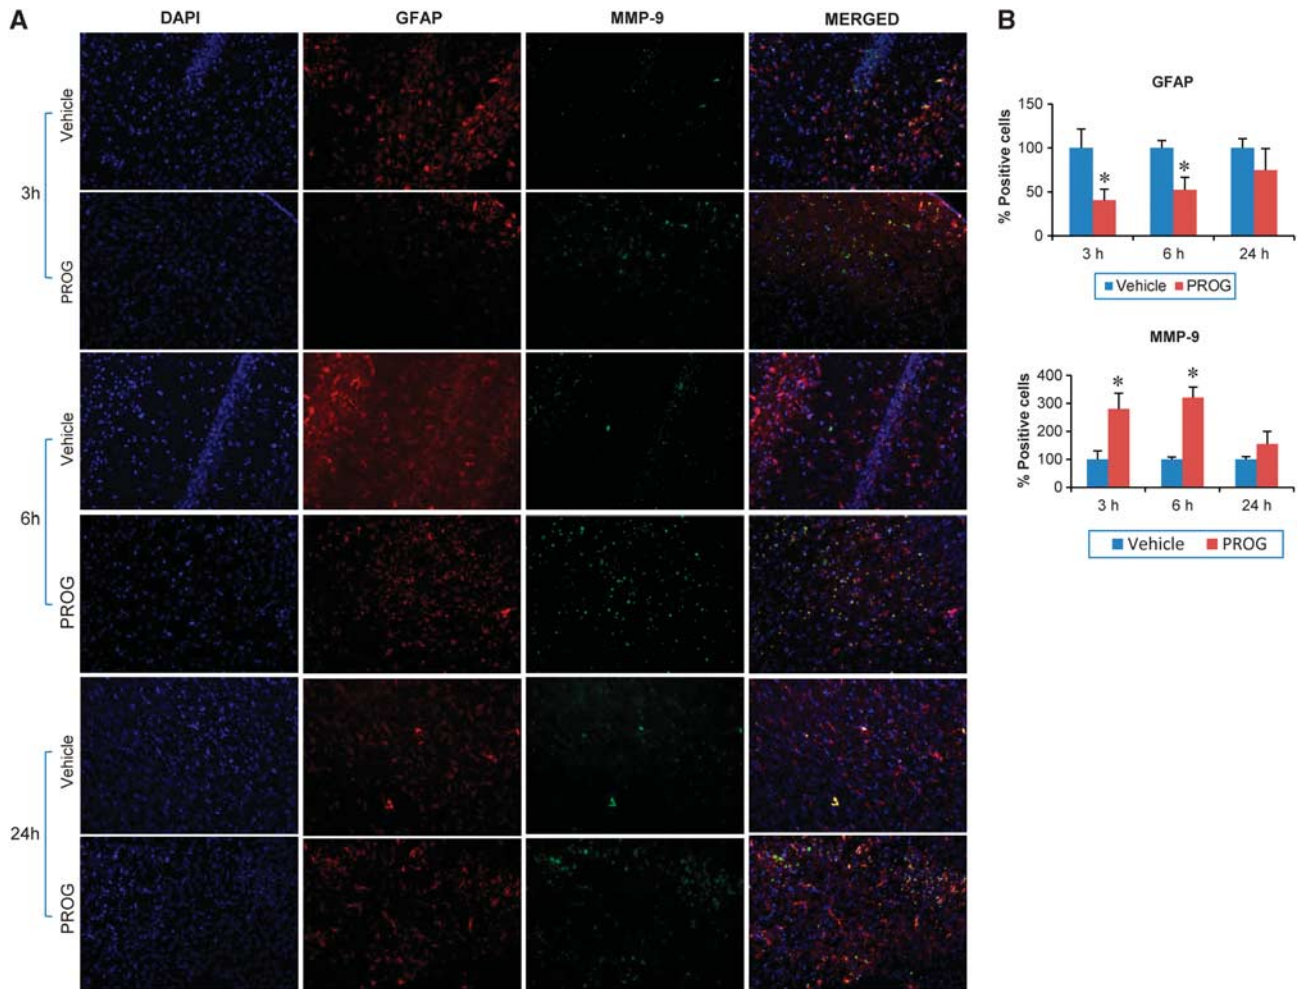 A
DAPI GFAP MMP-9 MERGED
3h
Vehicle
PROG
6h
Vehicle
PROG
24h
Vehicle
PROG
B
GFAP
% Positive cells
150
100
50
0
* *
3 h 6 h 24 h
Vehicle PROG
MMP-9
% Positive cells
400
300
200
100
0
* *
3 h 6 h 24 h
Vehicle PROG